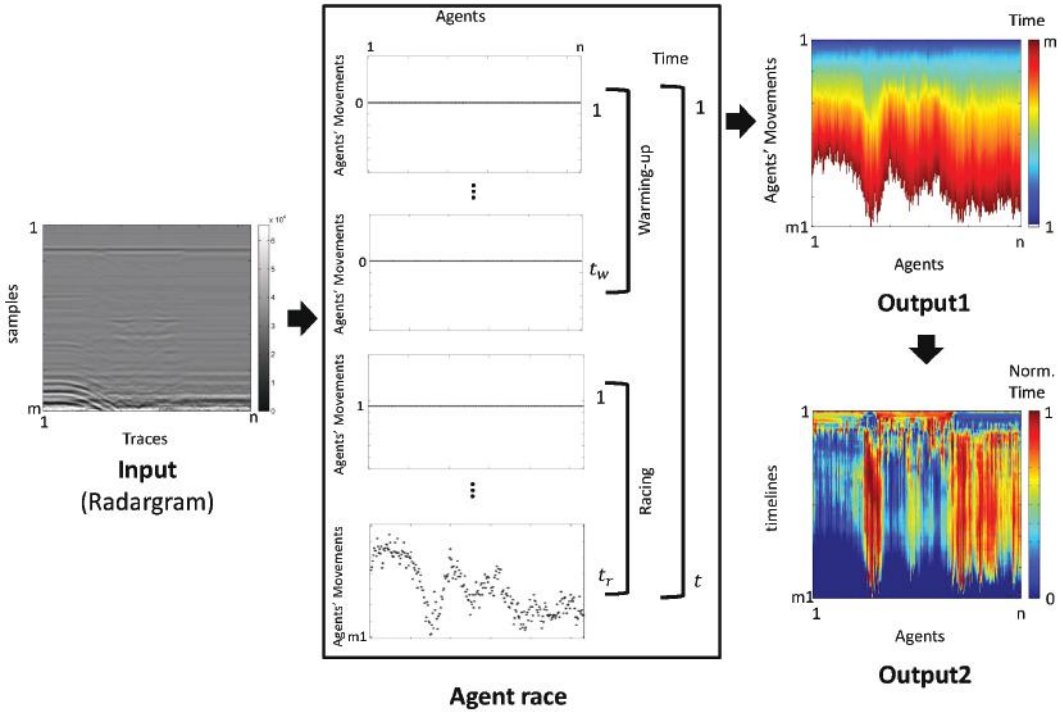 1
samples
m
1
n
Traces
× 10⁴
6
5
4
3
2
1
0
Input
(Radargram)
Agents
1
n
Time
Agents' Movements
0
1
Agents' Movements
0
t_w
Warming-up
Agents' Movements
1
1
Agents' Movements
m1
t_r
Racing
1
t
Agent race
Time
1
m
Agents' Movements
m1
1
1
n
Agents
Output1
Norm.
Time
1
1
timelines
m1
0
1
n
Agents
Output2